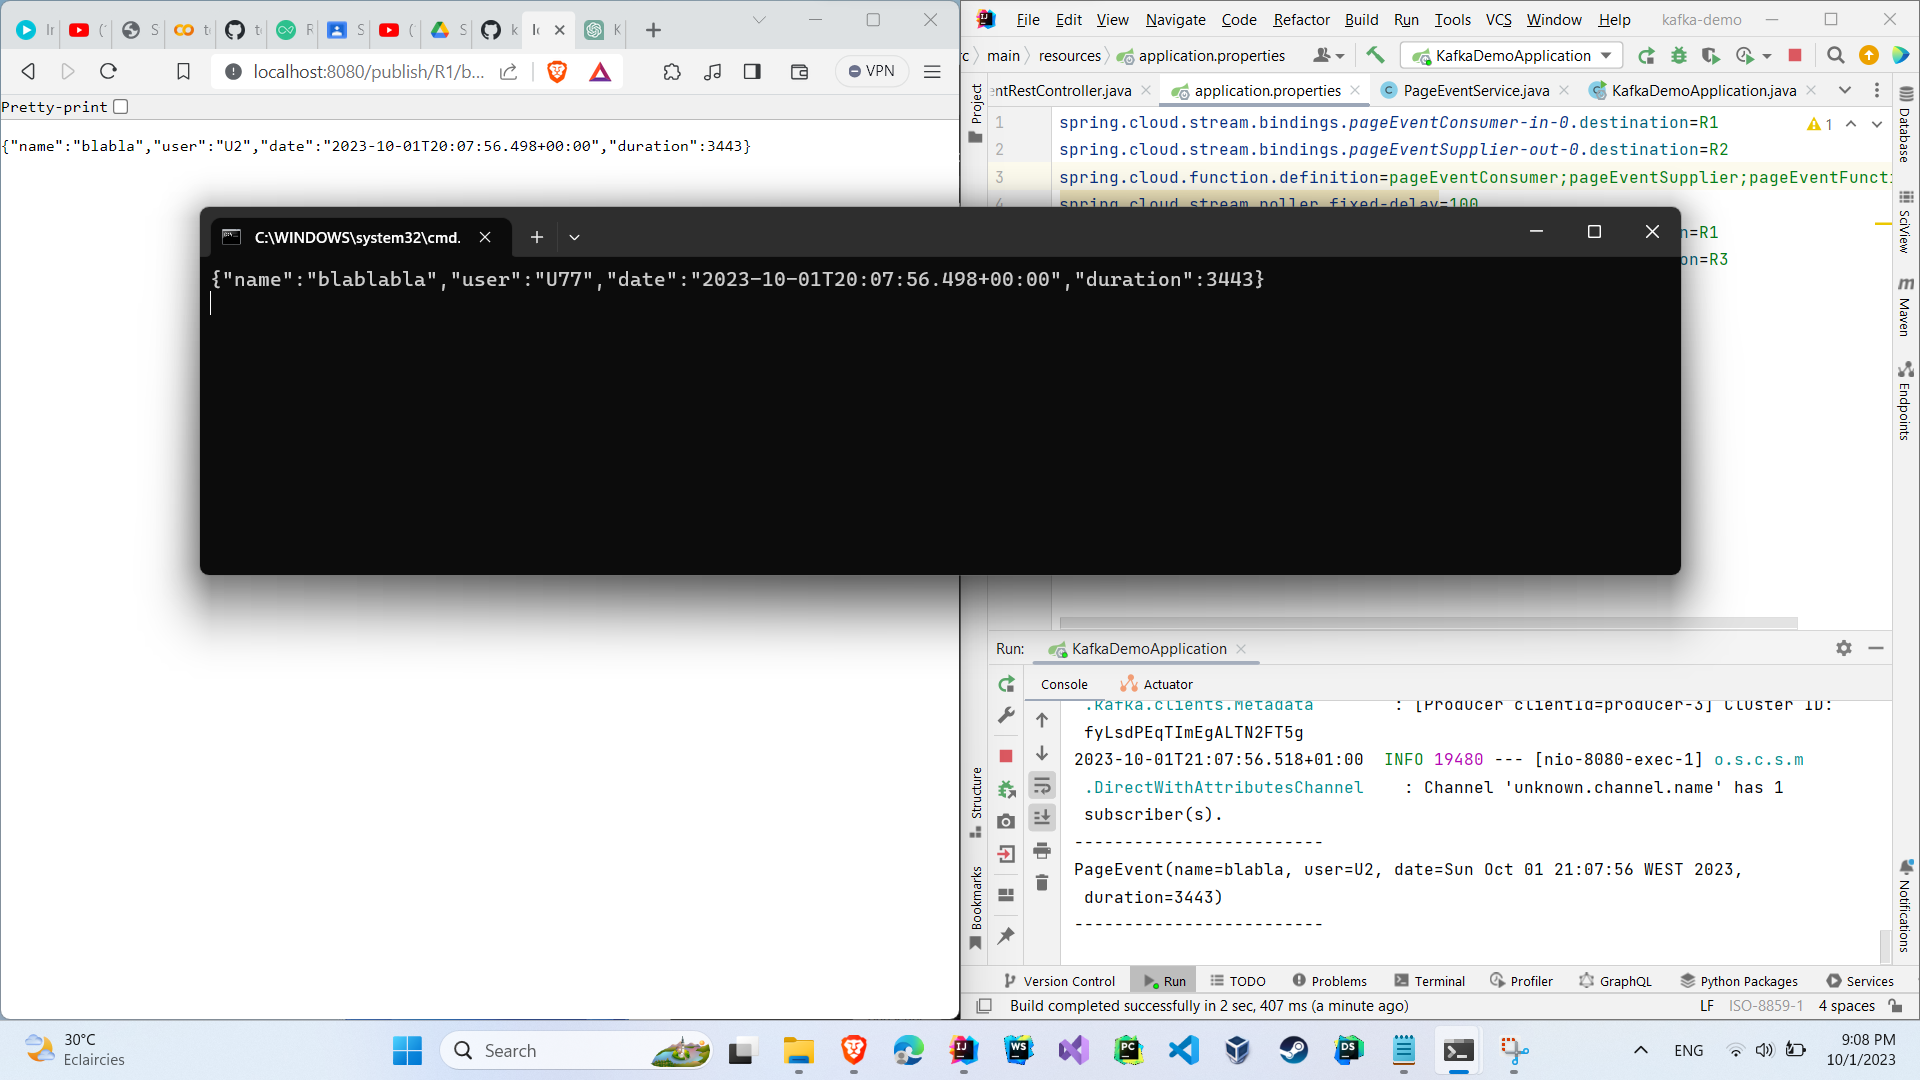 localhost:8080/publish/R1/b...
VPN
Pretty-print
{"name":"blabla","user":"U2","date":"2023-10-01T20:07:56.498+00:00","duration":3443}
File Edit View Navigate Code Refactor Build Run Tools VCS Window Help kafka-demo
main resources application.properties
KafkaDemoApplication
entRestController.java application.properties PageEventService.java KafkaDemoApplication.java
Project
1 spring.cloud.stream.bindings.pageEventConsumer-in-0.destination=R1
1
2 spring.cloud.stream.bindings.pageEventSupplier-out-0.destination=R2
3 spring.cloud.function.definition=pageEventConsumer;pageEventSupplier;pageEventFuncti
4 spring.cloud.stream.poller.fixed-delay=100
n=R1
on=R3
Database
SciView
Maven
Endpoints
Notifications
C:\WINDOWS\system32\cmd.
{"name":"blablabla","user":"U77","date":"2023-10-01T20:07:56.498+00:00","duration":3443}
Run: KafkaDemoApplication
Console Actuator
.kafka.clients.Metadata : [Producer clientId=producer-3] Cluster ID:
fyLsdPEqTImEgALTN2FT5g
2023-10-01T21:07:56.518+01:00 INFO 19480 --- [nio-8080-exec-1] o.s.c.s.m
.DirectWithAttributesChannel : Channel 'unknown.channel.name' has 1
subscriber(s).
-------------------------
PageEvent(name=blabla, user=U2, date=Sun Oct 01 21:07:56 WEST 2023,
duration=3443)
-------------------------
Structure
Bookmarks
Version Control Run TODO Problems Terminal Profiler GraphQL Python Packages Services
Build completed successfully in 2 sec, 407 ms (a minute ago)
LF ISO-8859-1 4 spaces
30°C
Eclaircies
Search
ENG
9:08 PM
10/1/2023